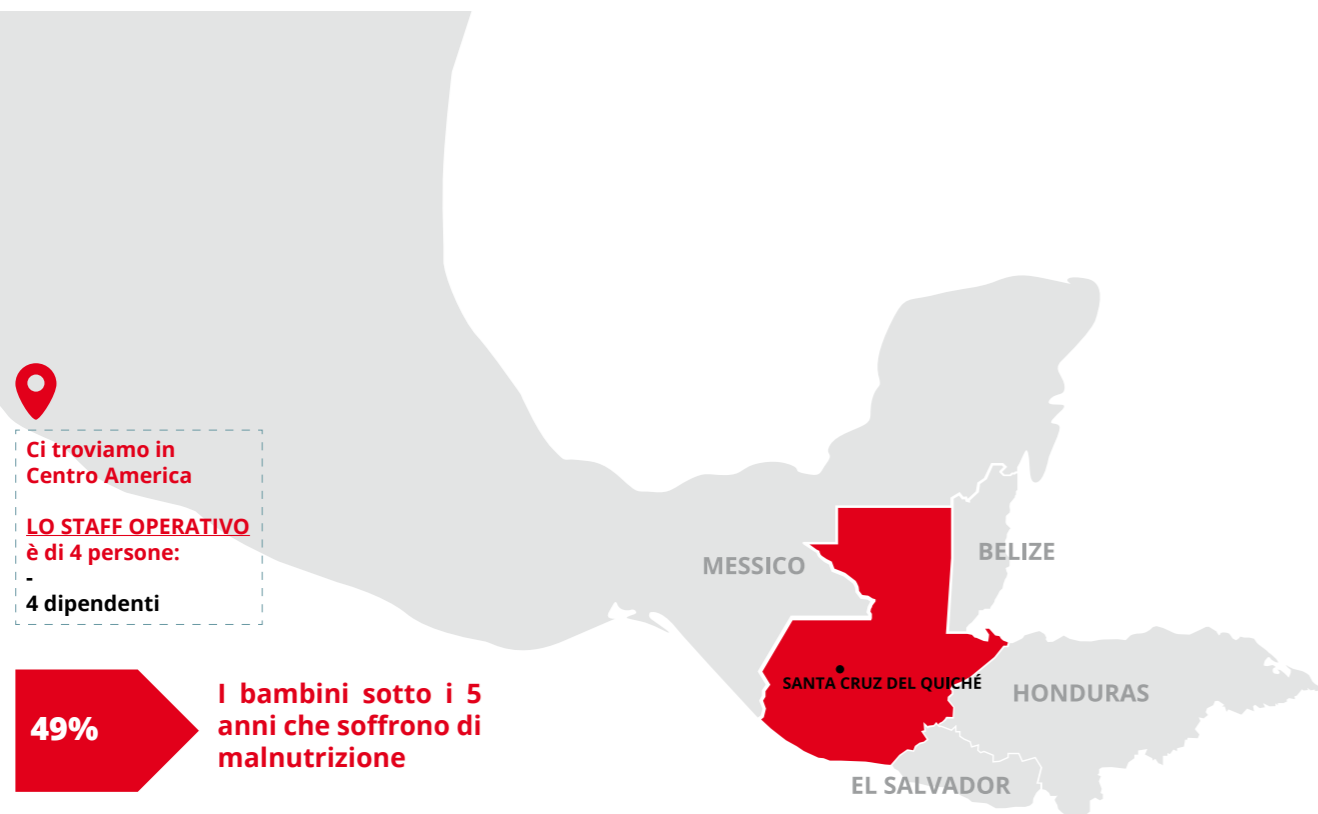 Ci troviamo in
Centro America
LO STAFF OPERATIVO
è di 4 persone:
-
4 dipendenti
49%
I bambini sotto i 5
anni che soffrono di
malnutrizione
MESSICO
BELIZE
SANTA CRUZ DEL QUICHÉ
HONDURAS
EL SALVADOR